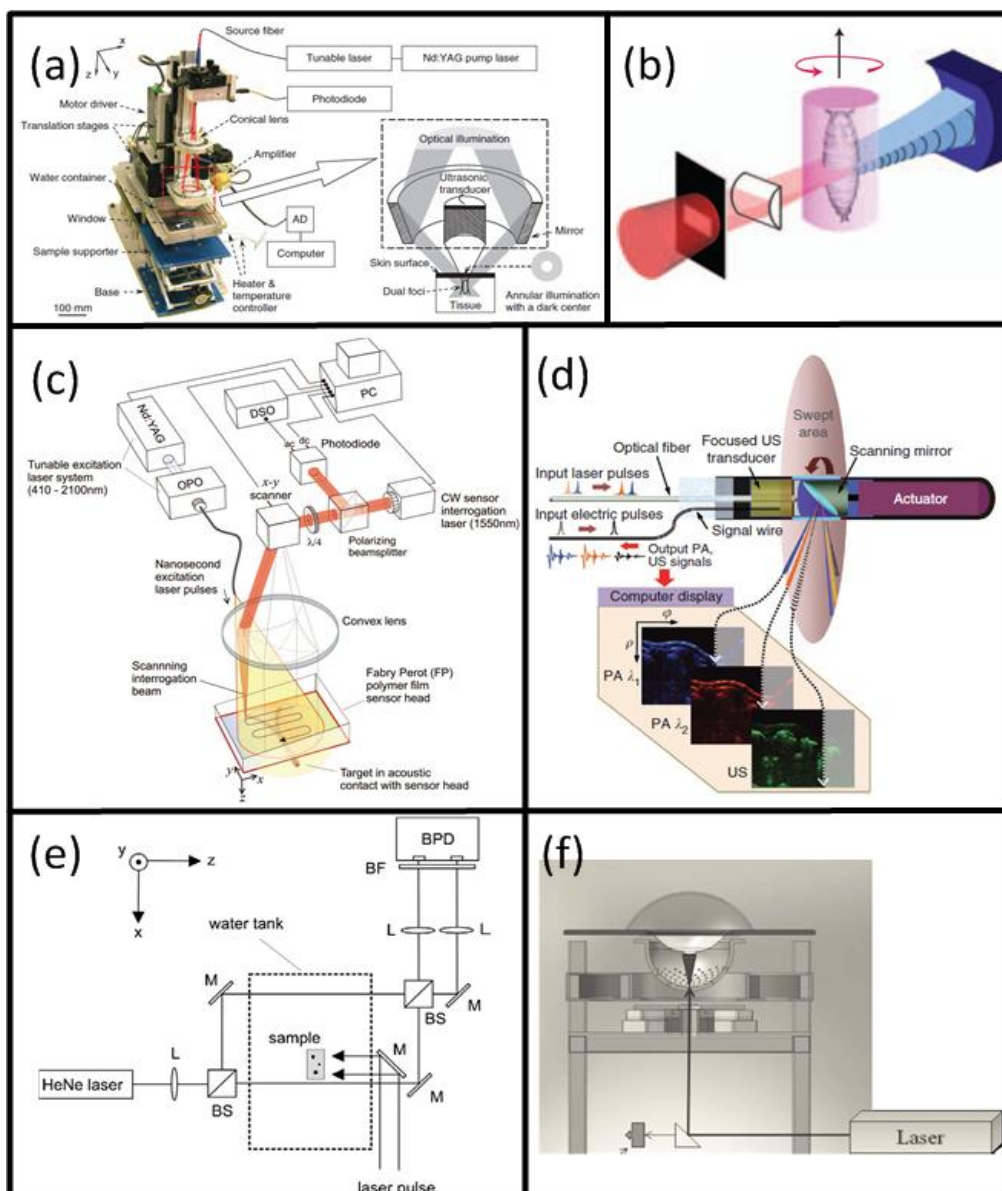 (a)
x
y
z
Source fiber
Tunable laser
Nd:YAG pump laser
Photodiode
Motor driver
Translation stages
Conical lens
Amplifier
Water container
Window
AD
Computer
Sample supporter
Heater &
temperature
controller
Base
100 mm
Optical illumination
Ultrasonic
transducer
Mirror
Skin surface
Dual foci
Tissue
Annular illumination
with a dark center
(b)
(c)
Nd:YAG
DSO
PC
ac
dc
Photodiode
Tunable excitation
laser system
(410 - 2100nm)
OPO
x-y
scanner
λ/4
Polarizing
beamsplitter
CW sensor
interrogation
laser (1550nm)
Nanosecond
excitation
laser pulses
Convex lens
Scannning
interrogation
beam
Fabry Perot (FP)
polymer film
sensor head
y
x
z
Target in acoustic
contact with sensor head
(d)
Swept
area
Optical fiber
Focused US
transducer
Scanning mirror
Input laser pulses
Input electric pulses
Signal wire
Actuator
Output PA,
US signals
Computer display
φ
ρ
PA λ1
PA λ2
US
(e)
y
z
x
BPD
BF
L
L
water tank
M
BS
M
sample
M
L
HeNe laser
BS
M
laser pulse
(f)
Laser